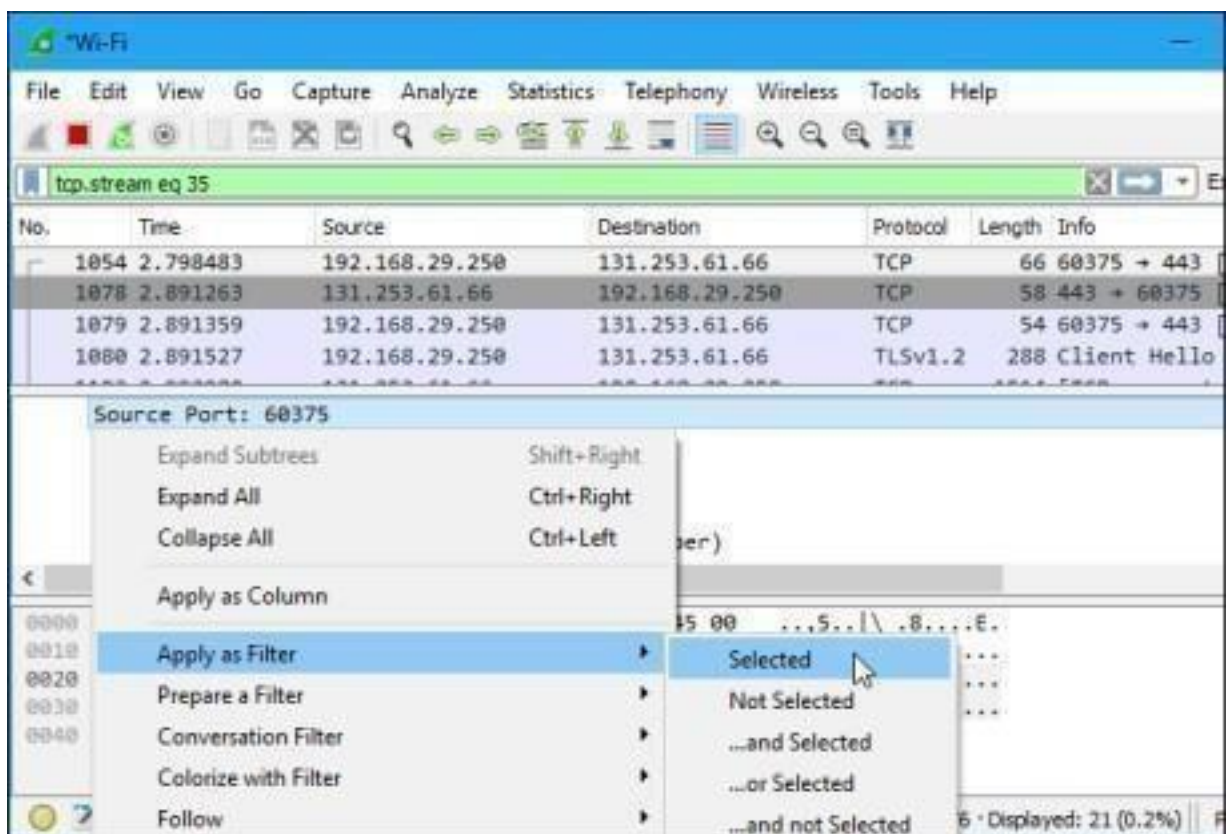 *Wi-Fi
File Edit View Go Capture Analyze Statistics Telephony Wireless Tools Help
tcp.stream eq 35
No. Time Source Destination Protocol Length Info
1054 2.798483 192.168.29.250 131.253.61.66 TCP 66 60375 → 443 [
1078 2.891263 131.253.61.66 192.168.29.250 TCP 58 443 → 60375 [
1079 2.891359 192.168.29.250 131.253.61.66 TCP 54 60375 → 443 [
1080 2.891527 192.168.29.250 131.253.61.66 TLSv1.2 288 Client Hello
Source Port: 60375
Expand Subtrees Shift+Right
Expand All Ctrl+Right
Collapse All Ctrl+Left
ber)
Apply as Column
0000 45 00 ...5..|\ .8....E.
0010 Apply as Filter Selected ...
0020 ...
Prepare a Filter Not Selected
0030 ...
0040 Conversation Filter ...and Selected
Colorize with Filter ...or Selected
Follow ...and not Selected 6 · Displayed: 21 (0.2%)